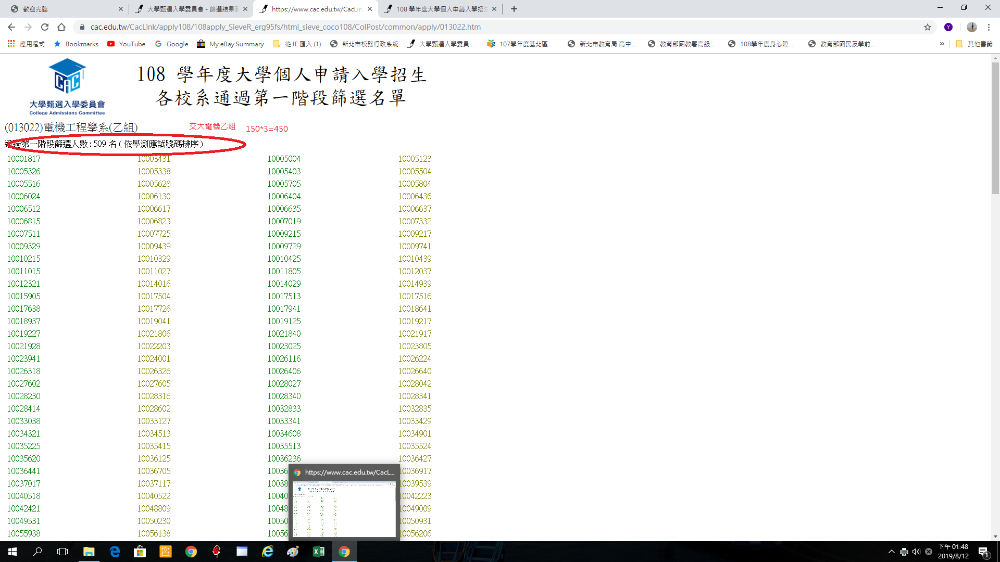 歡迎光臨
大學甄選入學委員會 - 篩選結果
https://www.cac.edu.tw/CacLin
108 學年度大學個人申請入學招生
cac.edu.tw/CacLink/apply108/108apply_SieveR_erg95fs/html_sieve_coco108/ColPost/common/apply/013022.htm
Y
應用程式
Bookmarks
YouTube
Google
My eBay Summary
從 IE 匯入 (1)
新北市校務行政系統
大學甄選入學委員...
107學年度基北區...
新北市教育局 高中...
教育部國教署高級...
108學年度身心障...
教育部國民及學前...
»
其他書籤
CAC
大學甄選入學委員會
College Admissions Committee
108 學年度大學個人申請入學招生
各校系通過第一階段篩選名單
(013022)電機工程學系(乙組)
交大電機乙組
150*3=450
通過第一階段篩選人數 : 509 名 ( 依學測應試號碼排序 )
10001817 10003431 10005004 10005123
10005326 10005338 10005403 10005504
10005516 10005628 10005705 10005804
10006024 10006130 10006404 10006436
10006512 10006617 10006635 10006637
10006815 10006823 10007019 10007332
10007511 10007725 10009215 10009217
10009329 10009439 10009729 10009741
10010215 10010329 10010425 10010439
10011015 10011027 10011805 10012037
10012321 10014016 10014029 10014939
10015905 10017504 10017513 10017516
10017638 10017726 10017941 10018641
10018937 10019041 10019125 10019217
10019227 10021806 10021840 10021917
10021928 10022203 10023025 10023805
10023941 10024001 10026116 10026224
10026318 10026326 10026406 10026640
10027602 10027605 10028027 10028042
10028230 10028316 10028340 10028341
10028414 10028602 10032833 10032835
10033038 10033127 10033341 10033429
10034321 10034513 10034608 10034901
10035225 10035415 10035513 10035524
10035620 10036125 10036236 10036427
10036441 10036705 10036 10036917
10037017 10037117 10038 10039539
10040518 10040522 10040 10042223
10042421 10048809 10048 10049009
10049531 10050230 10050 10050931
10055938 10056138 10056 10056206
https://www.cac.edu.tw/CacL...
下午 01:48
2019/8/12
1